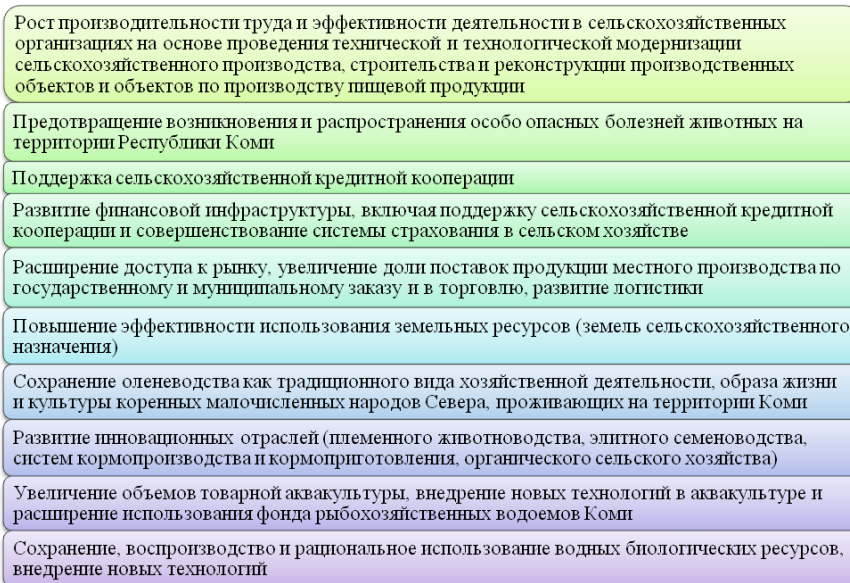 Рост производительности труда и эффективности деятельности в сельскохозяйственных
организациях на основе проведения технической и технологической модернизации
сельскохозяйственного производства, строительства и реконструкции производственных
объектов и объектов по производству пищевой продукции
Предотвращение возникновения и распространения особо опасных болезней животных на
территории Республики Коми
Поддержка сельскохозяйственной кредитной кооперации
Развитие финансовой инфраструктуры, включая поддержку сельскохозяйственной кредитной
кооперации и совершенствование системы страхования в сельском хозяйстве
Расширение доступа к рынку, увеличение доли поставок продукции местного производства по
государственному и муниципальному заказу и в торговлю, развитие логистики
Повышение эффективности использования земельных ресурсов (земель сельскохозяйственного
назначения)
Сохранение оленеводства как традиционного вида хозяйственной деятельности, образа жизни
и культуры коренных малочисленных народов Севера, проживающих на территории Коми
Развитие инновационных отраслей (племенного животноводства, элитного семеноводства,
систем кормопроизводства и кормоприготовления, органического сельского хозяйства)
Увеличение объемов товарной аквакультуры, внедрение новых технологий в аквакультуре и
расширение использования фонда рыбохозяйственных водоемов Коми
Сохранение, воспроизводство и рациональное использование водных биологических ресурсов,
внедрение новых технологий